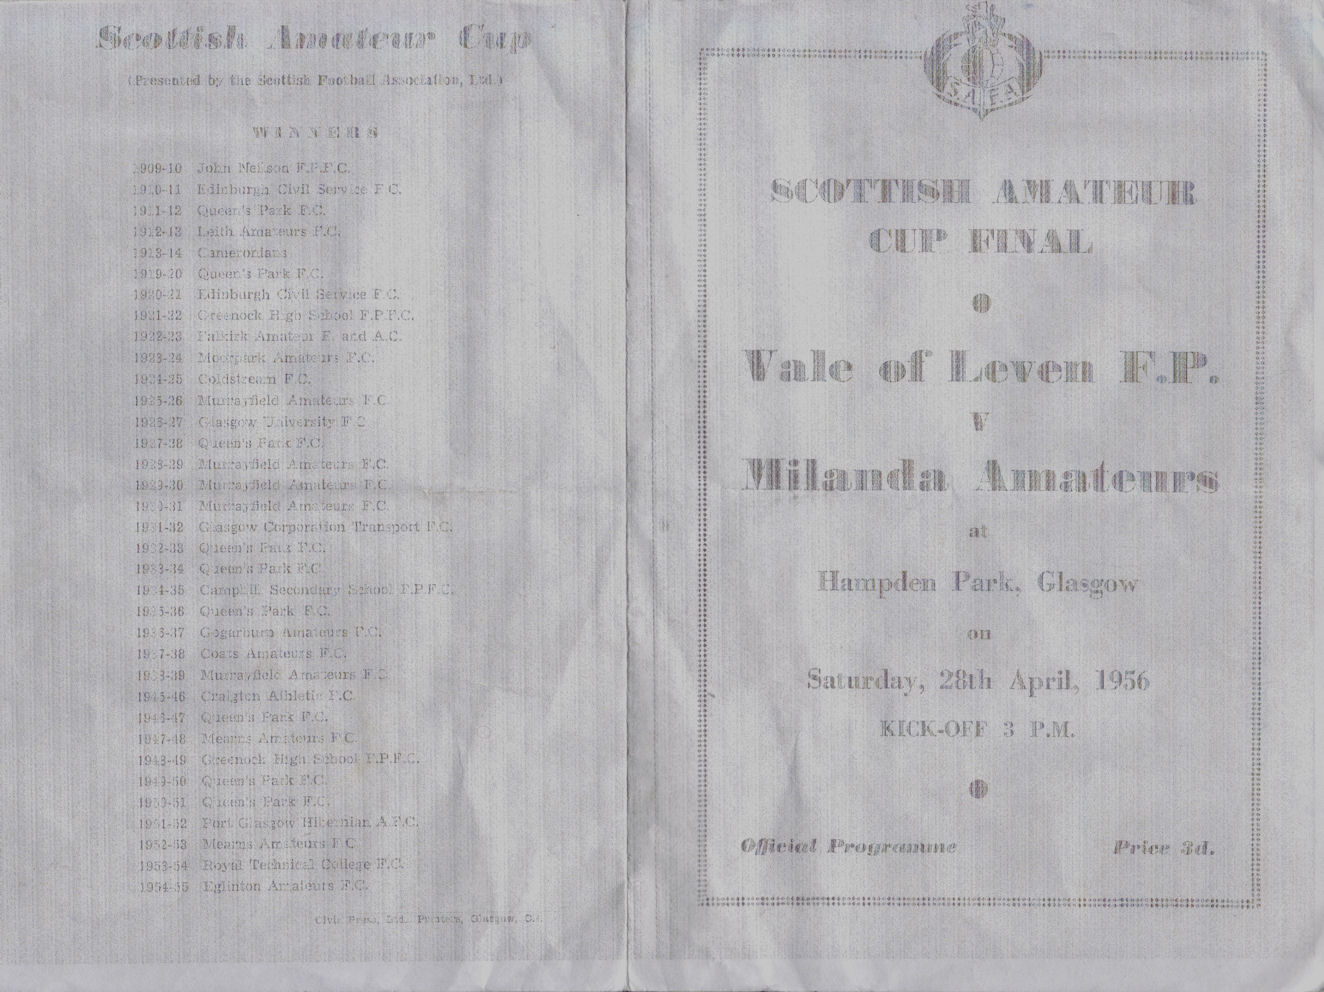 Scottish Amateur Cup
(Presented by the Scottish Football Association, Ltd.)
WINNERS
1909-10 John Neilson F.P.F.C.
1910-11 Edinburgh Civil Service F.C.
1911-12 Queen's Park F.C.
1912-13 Leith Amateurs F.C.
1913-14 Cameronians
1919-20 Queen's Park F.C.
1920-21 Edinburgh Civil Service F.C.
1921-22 Greenock High School F.P.F.C.
1922-23 Falkirk Amateur F. and A.C.
1923-24 Moorpark Amateurs F.C.
1924-25 Coldstream F.C.
1925-26 Murrayfield Amateurs F.C.
1926-27 Glasgow University F.C.
1927-28 Queen's Park F.C.
1928-29 Murrayfield Amateurs F.C.
1929-30 Murrayfield Amateurs F.C.
1930-31 Murrayfield Amateurs F.C.
1931-32 Glasgow Corporation Transport F.C.
1932-33 Queen's Park F.C.
1933-34 Queen's Park F.C.
1934-35 Camphill Secondary School F.P.F.C.
1935-36 Queen's Park F.C.
1936-37 Gogarburn Amateurs F.C.
1937-38 Coats Amateurs F.C.
1938-39 Murrayfield Amateurs F.C.
1945-46 Craigton Athletic F.C.
1946-47 Queen's Park F.C.
1947-48 Mearns Amateurs F.C.
1948-49 Greenock High School F.P.F.C.
1949-50 Queen's Park F.C.
1950-51 Queen's Park F.C.
1951-52 Port Glasgow Hibernian A.F.C.
1952-53 Mearns Amateurs F.C.
1953-54 Royal Technical College F.C.
1954-55 Eglinton Amateurs F.C.
Civic Press, Ltd., Printers, Glasgow,
S.A.F.A
SCOTTISH AMATEUR
CUP FINAL
Vale of Leven F.P.
v
Milanda Amateurs
at
Hampden Park, Glasgow
on
Saturday, 28th April, 1956
KICK-OFF 3 P.M.
Official Programme Price 3d.